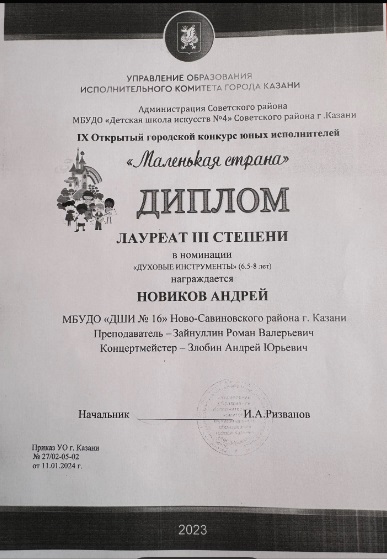 УПРАВЛЕНИЕ ОБРАЗОВАНИЯ
ИСПОЛНИТЕЛЬНОГО КОМИТЕТА ГОРОДА КАЗАНИ
Администрация Советского района
МБУДО «Детская школа искусств №4» Советского района г .Казани
IX Открытый городской конкурс юных исполнителей
«Маленькая страна»
ДИПЛОМ
ЛАУРЕАТ III СТЕПЕНИ
в номинации
«ДУХОВЫЕ ИНСТРУМЕНТЫ» (6.5-8 лет)
награждается
НОВИКОВ АНДРЕЙ
МБУДО «ДШИ № 16» Ново-Савиновского района г. Казани
Преподаватель – Зайнуллин Роман Валерьевич
Концертмейстер – Злобин Андрей Юрьевич
Начальник И.А.Ризванов
Приказ УО г. Казани
№ 27/02-05-02
от 11.01.2024 г.
2023